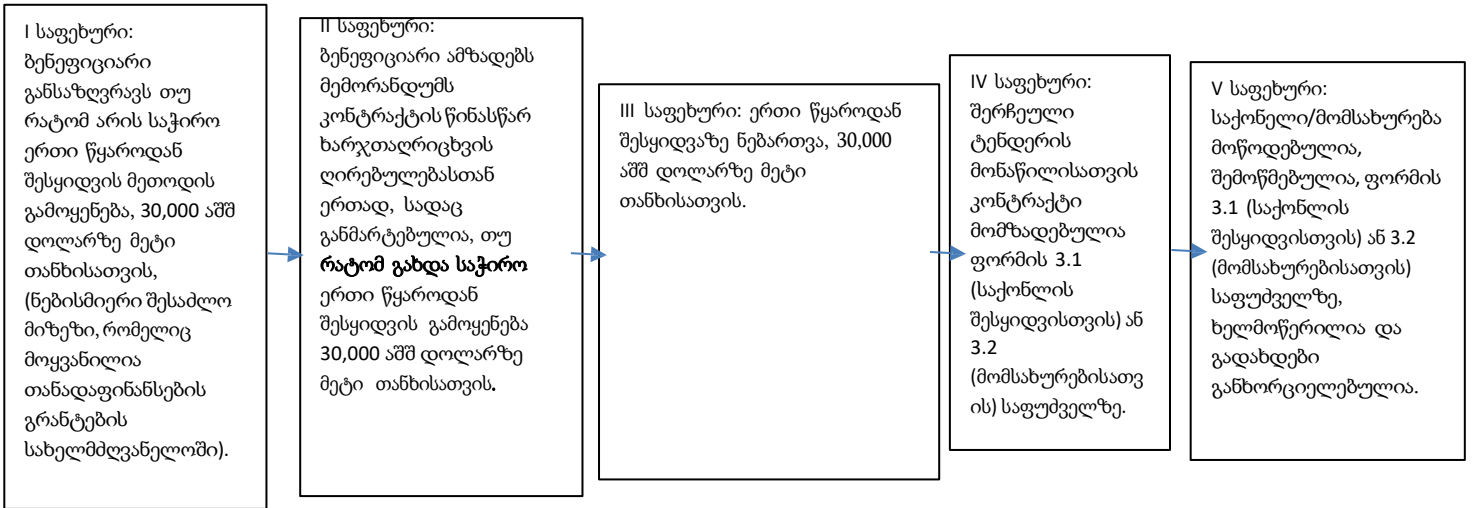 I საფეხური:
ბენეფიციარი
განსაზღვრავს თუ
რატომ არის საჭირო
ერთი წყაროდან
შესყიდვის მეთოდის
გამოყენება, 30,000 აშშ
დოლარზე მეტი
თანხისათვის,
(ნებისმიერი შესაძლო
მიზეზი, რომელიც
მოყვანილია
თანადაფინანსების
გრანტების
სახელმძღვანელოში).
II საფეხური:
ბენეფიციარი ამზადებს
მემორანდუმს
კონტრაქტის წინასწარ
ხარჯთაღრიცხვის
ღირებულებასთან
ერთად, სადაც
განმარტებულია, თუ
რატომ გახდა საჭირო
ერთი წყაროდან
შესყიდვის გამოყენება
30,000 აშშ დოლარზე
მეტი თანხისათვის.
III საფეხური: ერთი წყაროდან
შესყიდვაზე ნებართვა, 30,000
აშშ დოლარზე მეტი
თანხისათვის.
IV საფეხური:
შერჩეული
ტენდერის
მონაწილისათვის
კონტრაქტი
მომზადებულია
ფორმის 3.1
(საქონლის
შესყიდვისთვის) ან
3.2
(მომსახურებისათვ
ის) საფუძველზე.
V საფეხური:
საქონელი/მომსახურება
მოწოდებულია,
შემოწმებულია, ფორმის
3.1 (საქონლის
შესყიდვისთვის) ან 3.2
(მომსახურებისათვის)
საფუძველზე,
ხელმოწერილია და
გადახდები
განხორციელებულია.